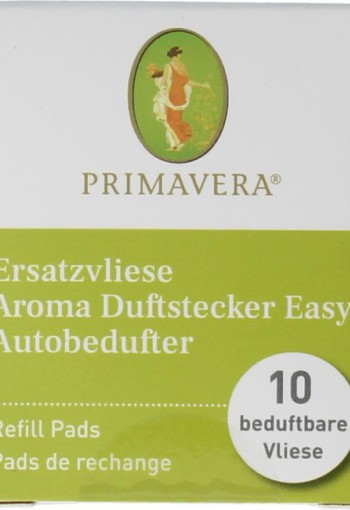 PRIMAVERA®
Ersatzvliese
Aroma Duftstecker Easy
Autobedufter
Refill Pads
Pads de rechange
10
beduftbare
Vliese